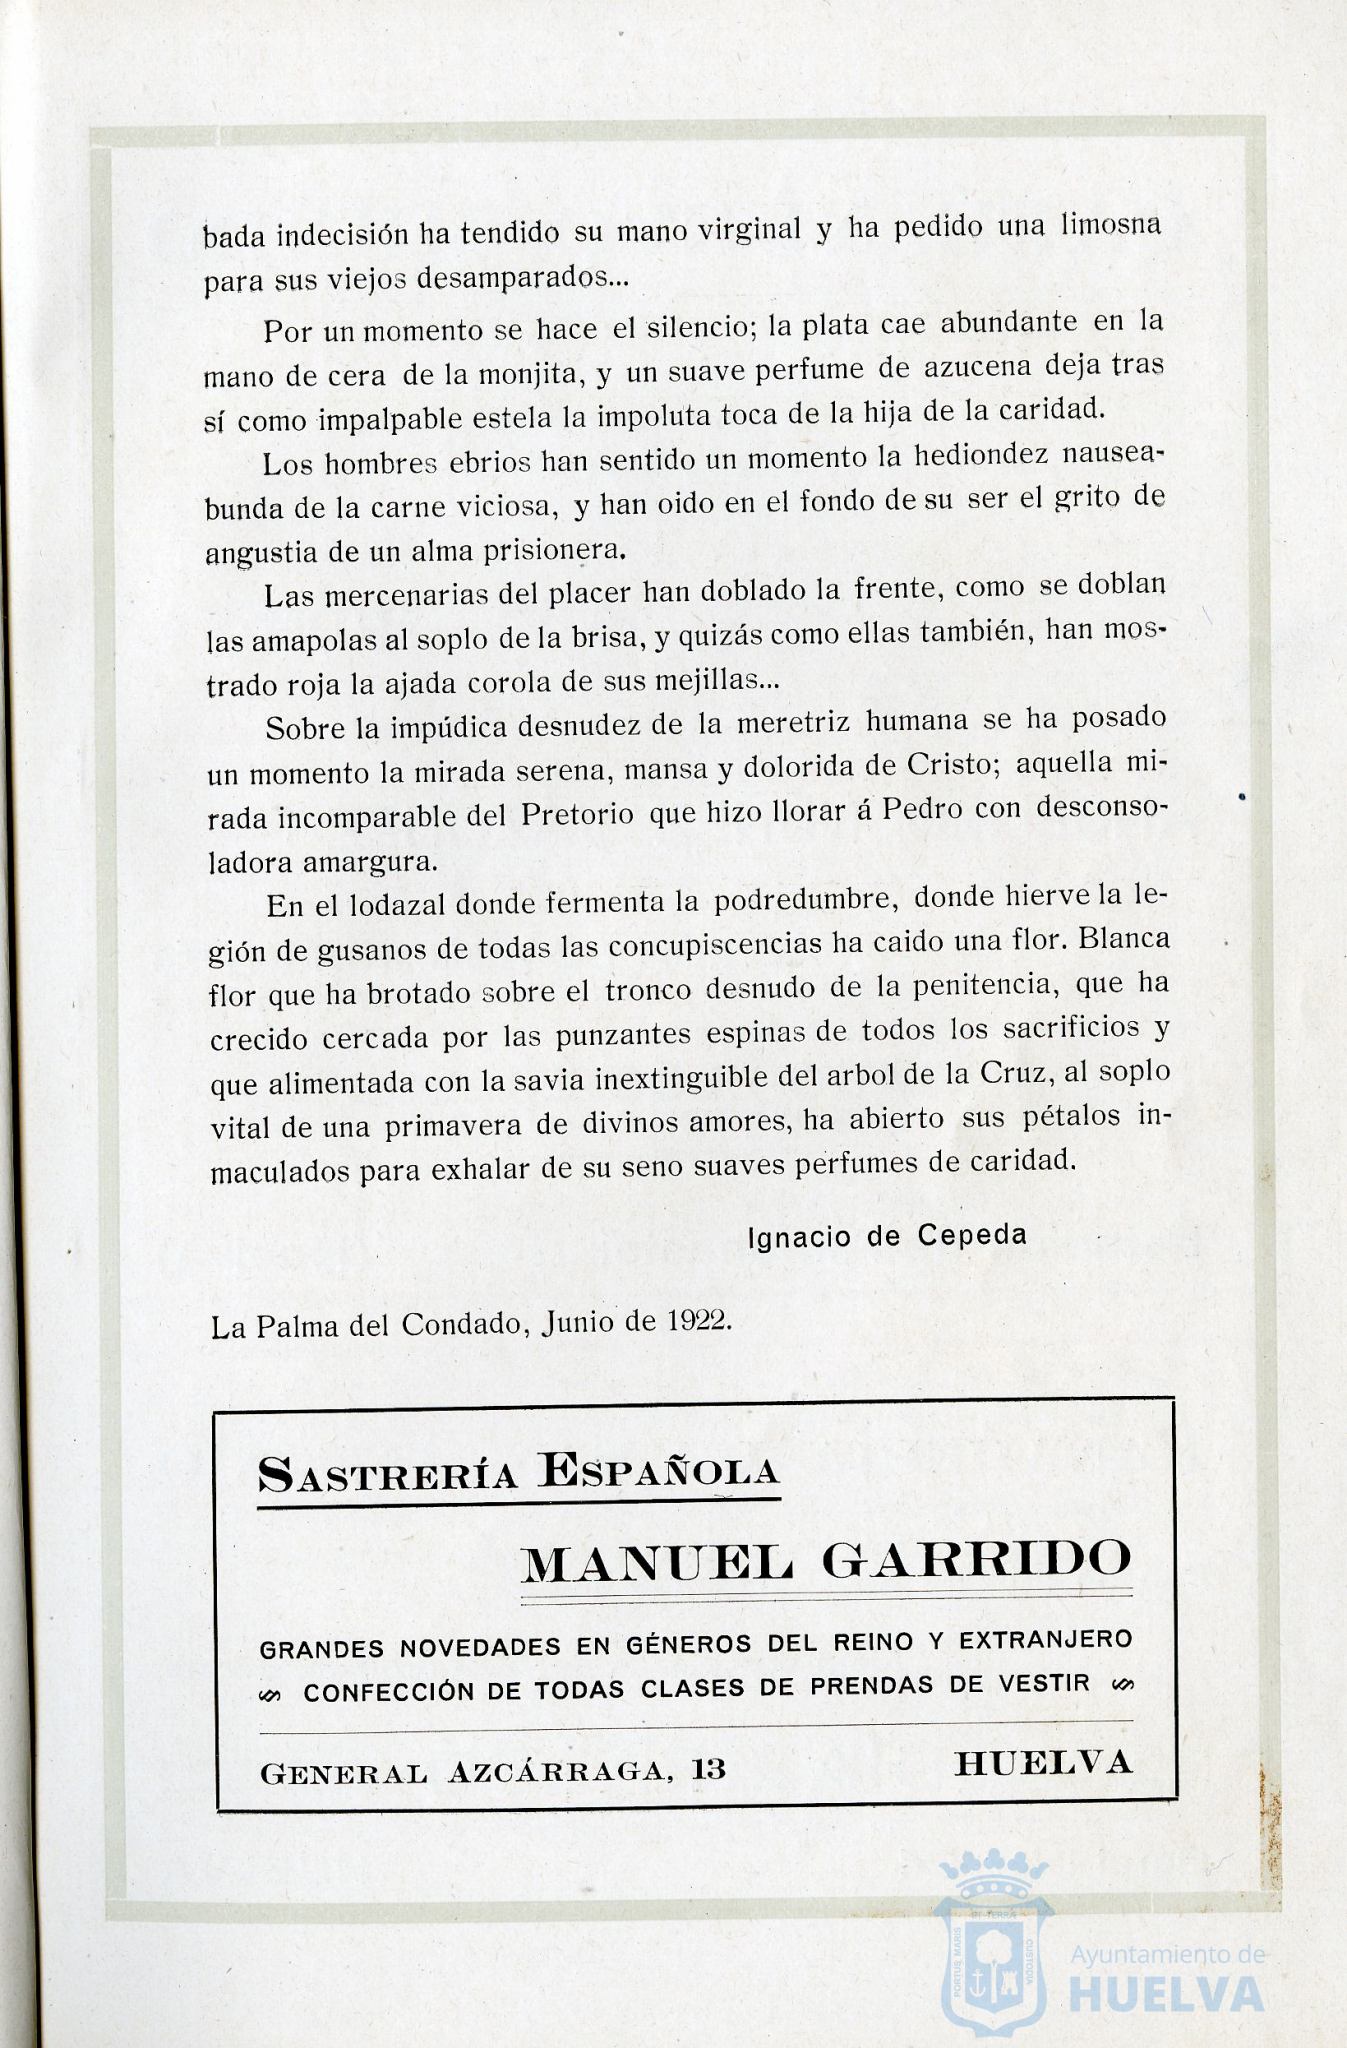 bada indecisión ha tendido su mano virginal y ha pedido una limosna
para sus viejos desamparados...
Por un momento se hace el silencio; la plata cae abundante en la
mano de cera de la monjita, y un suave perfume de azucena deja tras
sí como impalpable estela la impoluta toca de la hija de la caridad.
Los hombres ebrios han sentido un momento la hediondez nausea-
bunda de la carne viciosa, y han oido en el fondo de su ser el grito de
angustia de un alma prisionera.
Las mercenarias del placer han doblado la frente, como se doblan
las amapolas al soplo de la brisa, y quizás como ellas también, han mos-
trado roja la ajada corola de sus mejillas...
Sobre la impúdica desnudez de la meretriz humana se ha posado
un momento la mirada serena, mansa y dolorida de Cristo; aquella mi-
rada incomparable del Pretorio que hizo llorar á Pedro con desconso-
ladora amargura.
En el lodazal donde fermenta la podredumbre, donde hierve la le-
gión de gusanos de todas las concupiscencias ha caido una flor. Blanca
flor que ha brotado sobre el tronco desnudo de la penitencia, que ha
crecido cercada por las punzantes espinas de todos los sacrificios y
que alimentada con la savia inextinguible del arbol de la Cruz, al soplo
vital de una primavera de divinos amores, ha abierto sus pétalos in-
maculados para exhalar de su seno suaves perfumes de caridad.
Ignacio de Cepeda
La Palma del Condado, Junio de 1922.
SASTRERÍA ESPAÑOLA
MANUEL GARRIDO
GRANDES NOVEDADES EN GÉNEROS DEL REINO Y EXTRANJERO
CONFECCIÓN DE TODAS CLASES DE PRENDAS DE VESTIR
GENERAL AZCÁRRAGA, 13 HUELVA
PORTUS MARIS
ET TERRÆ
CUSTODIA
Ayuntamiento de
HUELVA